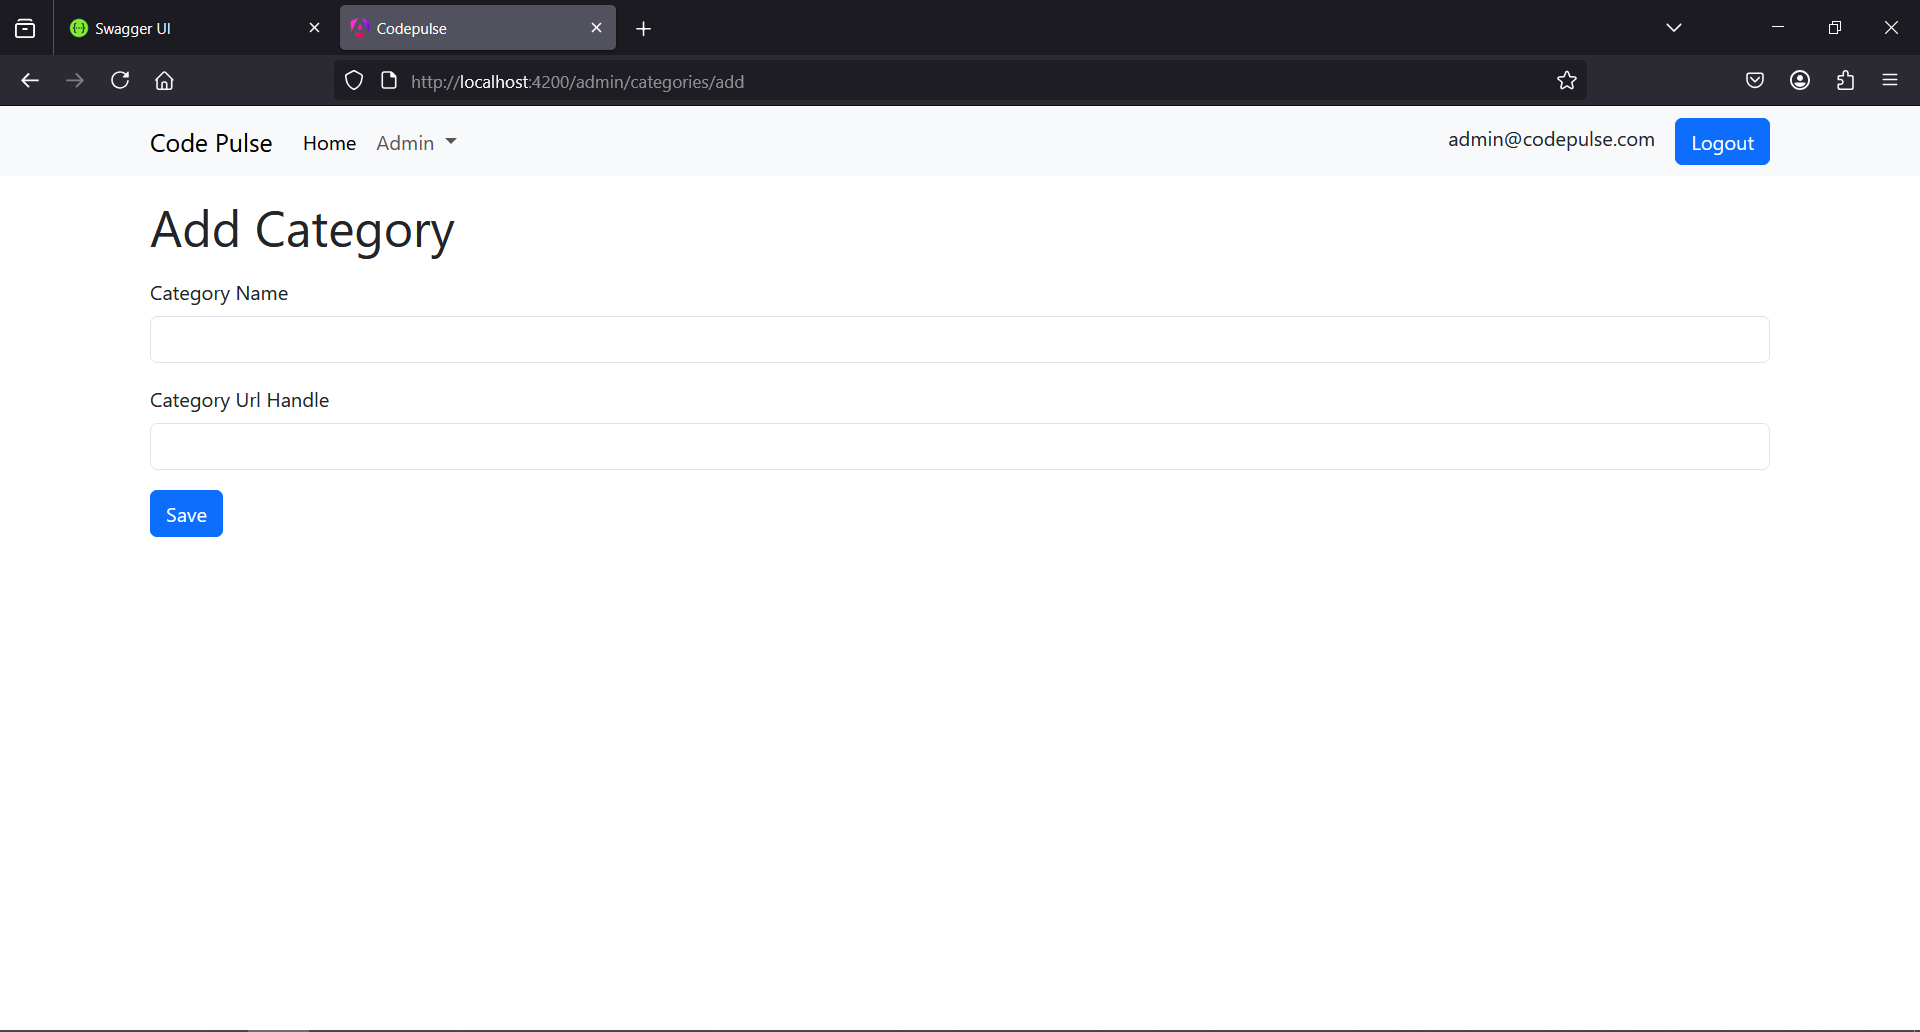 Swagger UI
Codepulse
http://localhost:4200/admin/categories/add
Code Pulse Home Admin admin@codepulse.com Logout
Add Category
Category Name
Category Url Handle
Save